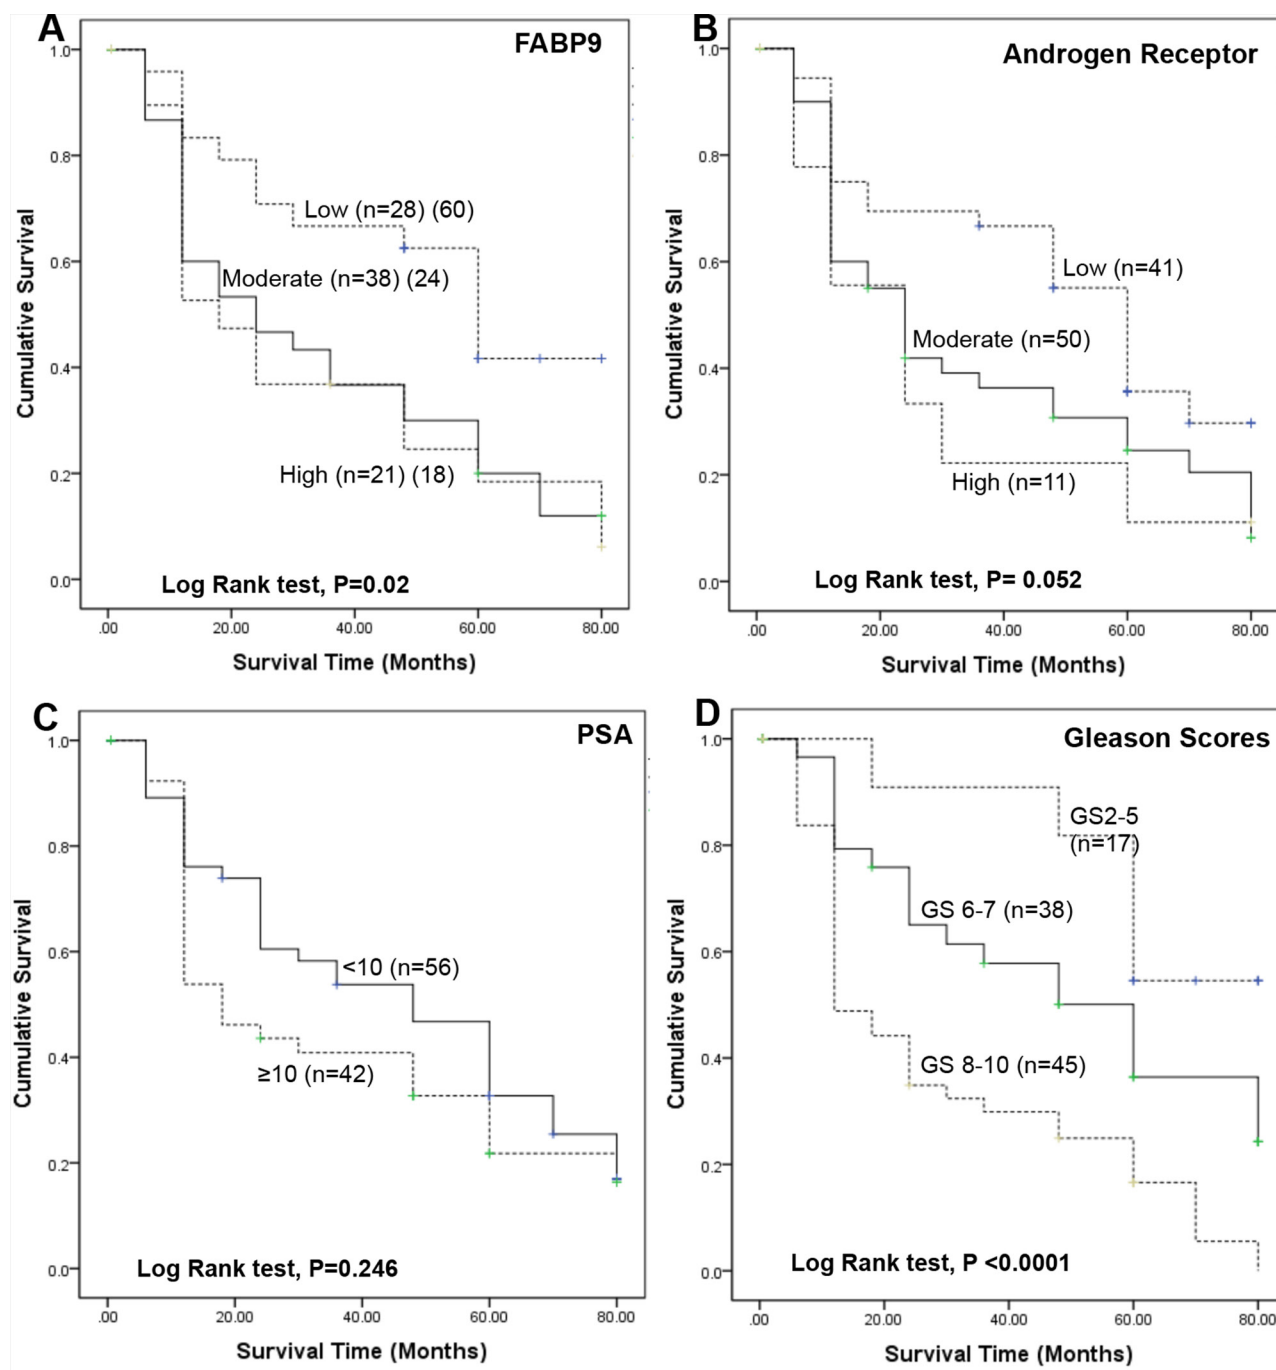 A
FABP9
1.0
0.8
0.6
0.4
0.2
0.0
Cumulative Survival
Low (n=28) (60)
Moderate (n=38) (24)
High (n=21) (18)
Log Rank test, P=0.02
.00 20.00 40.00 60.00 80.00
Survival Time (Months)
B
Androgen Receptor
1.0
0.8
0.6
0.4
0.2
0.0
Cumulative Survival
Low (n=41)
Moderate (n=50)
High (n=11)
Log Rank test, P= 0.052
.00 20.00 40.00 60.00 80.00
Survival Time (Months)
C
PSA
1.0
0.8
0.6
0.4
0.2
0.0
Cumulative Survival
<10 (n=56)
≥10 (n=42)
Log Rank test, P=0.246
.00 20.00 40.00 60.00 80.00
Survival Time (Months)
D
Gleason Scores
1.0
0.8
0.6
0.4
0.2
0.0
Cumulative Survival
GS2-5
(n=17)
GS 6-7 (n=38)
GS 8-10 (n=45)
Log Rank test, P <0.0001
.00 20.00 40.00 60.00 80.00
Survival Time (Months)